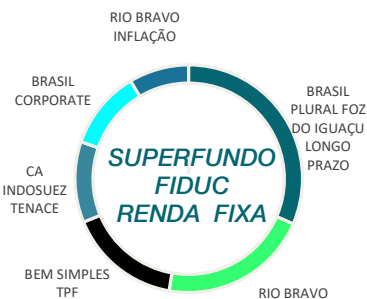 RIO BRAVO
INFLAÇÃO
BRASIL
CORPORATE
BRASIL
PLURAL FOZ
DO IGUAÇU
LONGO
PRAZO
SUPERFUNDO
FIDUC
RENDA FIXA
CA
INDOSUEZ
TENACE
BEM SIMPLES
TPF
RIO BRAVO